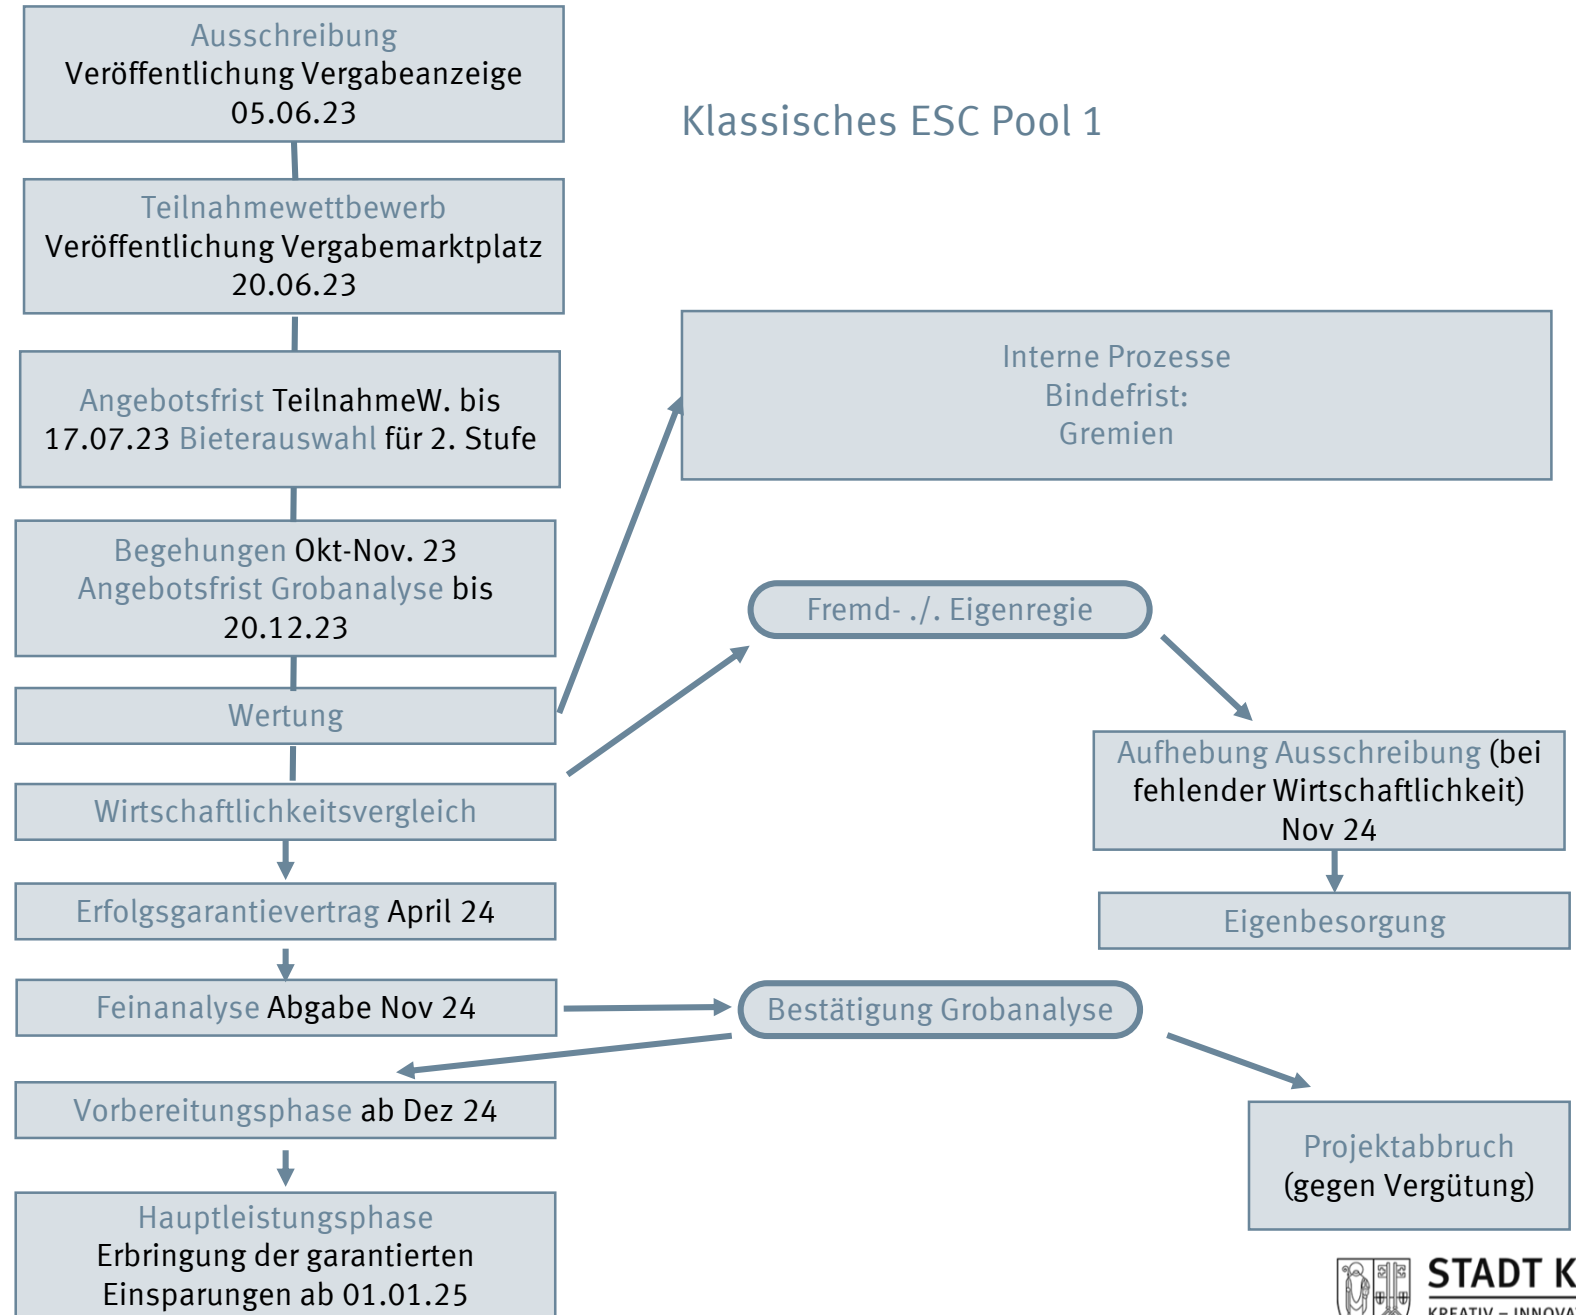 Ausschreibung
Veröffentlichung Vergabeanzeige
05.06.23
Klassisches ESC Pool 1
Teilnahmewettbewerb
Veröffentlichung Vergabemarktplatz
20.06.23
Angebotsfrist TeilnahmeW. bis
17.07.23 Bieterauswahl für 2. Stufe
Interne Prozesse
Bindefrist:
Gremien
Begehungen Okt-Nov. 23
Angebotsfrist Grobanalyse bis
20.12.23
Fremd- ./. Eigenregie
Wertung
Aufhebung Ausschreibung (bei
fehlender Wirtschaftlichkeit)
Nov 24
Wirtschaftlichkeitsvergleich
Erfolgsgarantievertrag April 24
Eigenbesorgung
Feinanalyse Abgabe Nov 24
Bestätigung Grobanalyse
Vorbereitungsphase ab Dez 24
Projektabbruch
(gegen Vergütung)
Hauptleistungsphase
Erbringung der garantierten
Einsparungen ab 01.01.25
STADT K
KREATIV – INNOVA